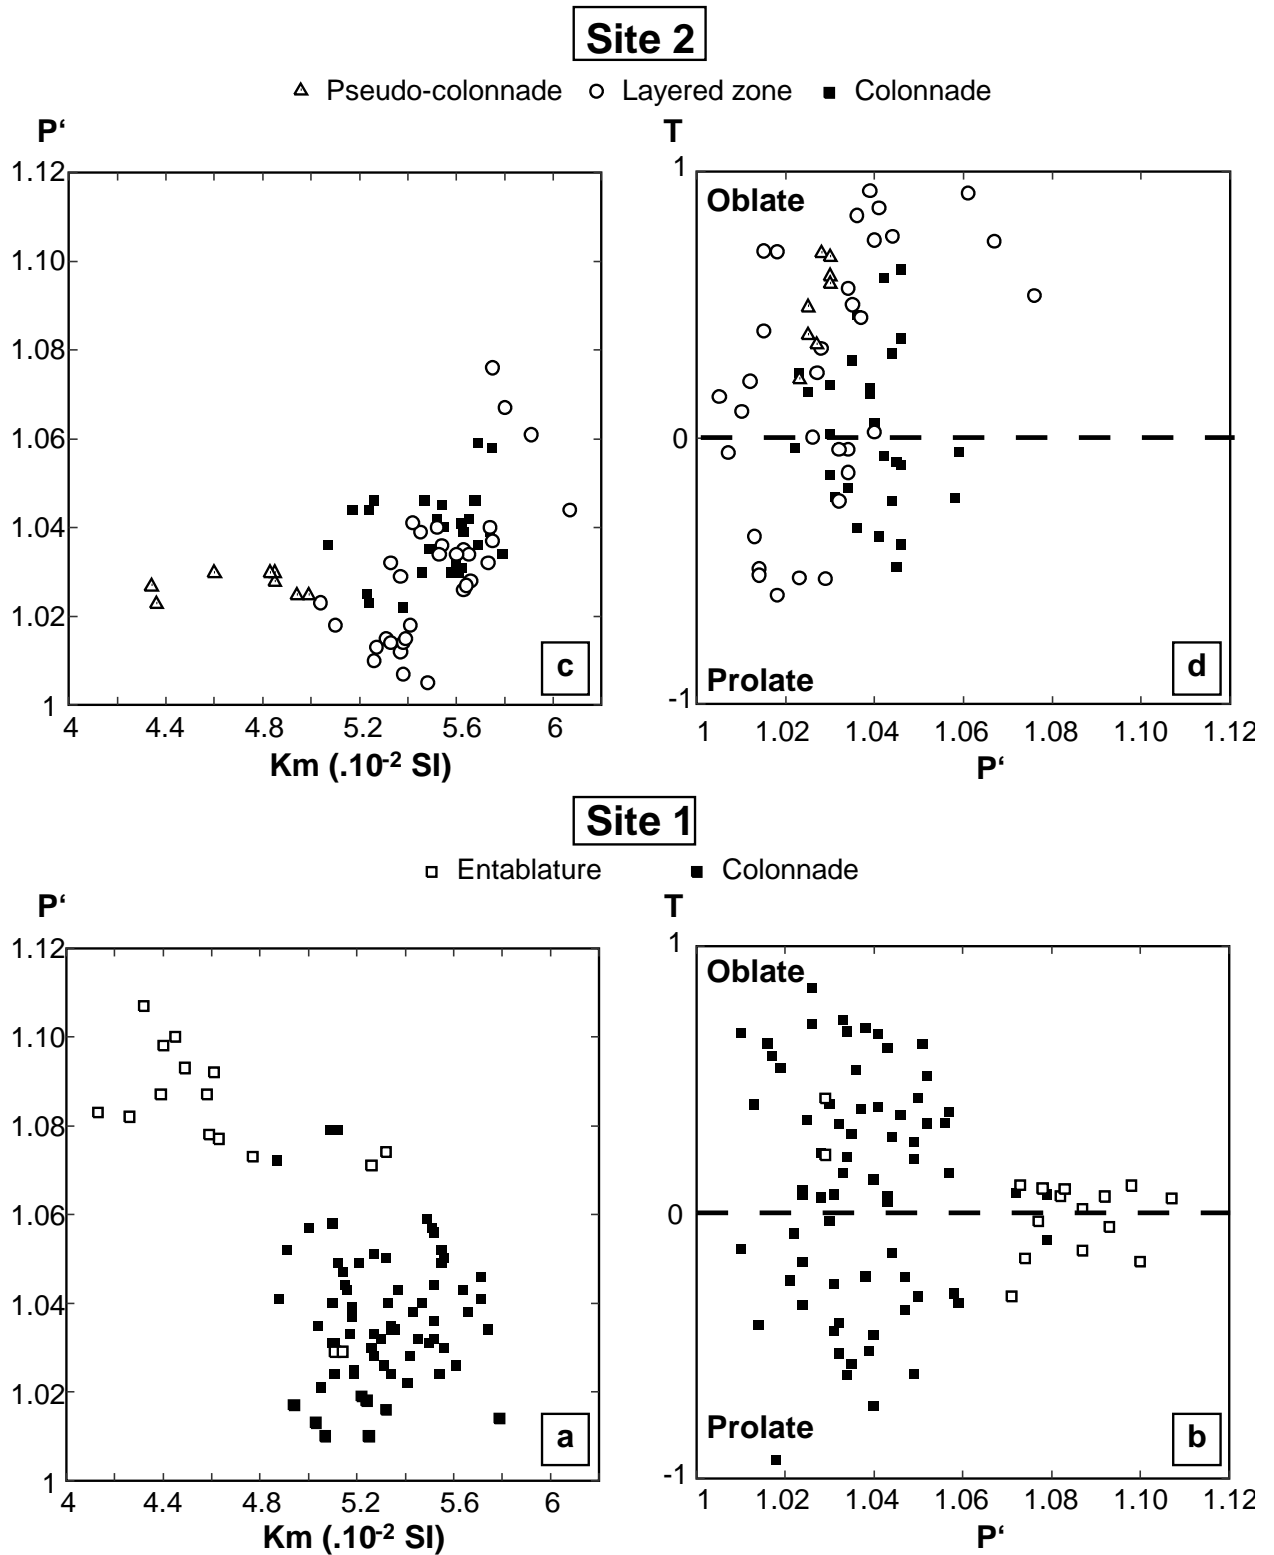 Site 2
Pseudo-colonnade Layered zone Colonnade
P‘ T
1.12
1.10
1.08
1.06
1.04
1.02
1
c
4 4.4 4.8 5.2 5.6 6
Km (.10-2 SI)
1
Oblate
0
Prolate
-1
d
1 1.02 1.04 1.06 1.08 1.10 1.12
P‘
Site 1
Entablature Colonnade
P‘ T
1.12
1.10
1.08
1.06
1.04
1.02
1
a
4 4.4 4.8 5.2 5.6 6
Km (.10-2 SI)
1
Oblate
0
Prolate
-1
b
1 1.02 1.04 1.06 1.08 1.10 1.12
P‘